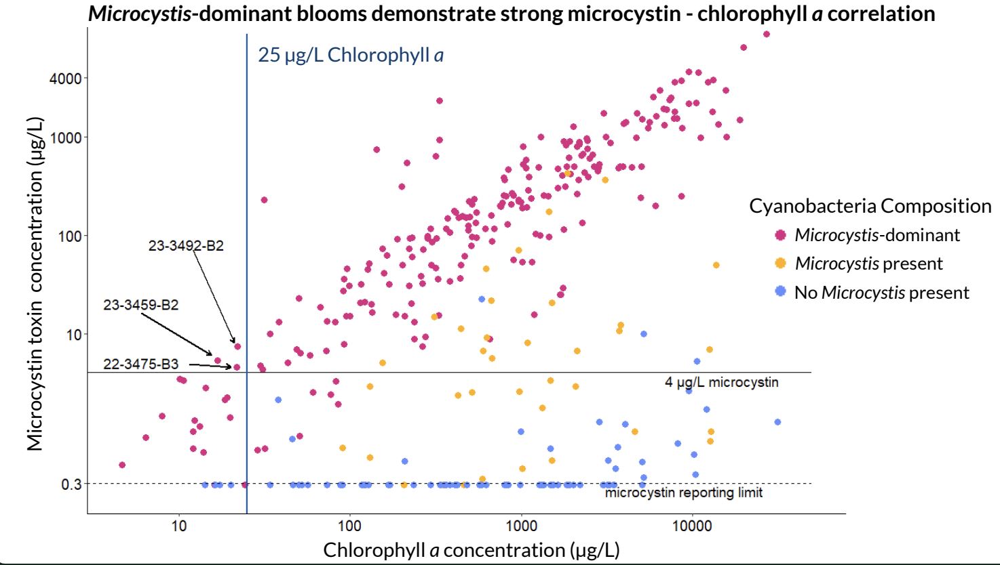 Microcystis-dominant blooms demonstrate strong microcystin - chlorophyll a correlation
25 µg/L Chlorophyll a
4000
1000
100
10
0.3
Microcystin toxin concentration (µg/L)
23-3492-B2
23-3459-B2
22-3475-B3
4 µg/L microcystin
microcystin reporting limit
Cyanobacteria Composition
Microcystis-dominant
Microcystis present
No Microcystis present
10 100 1000 10000
Chlorophyll a concentration (µg/L)